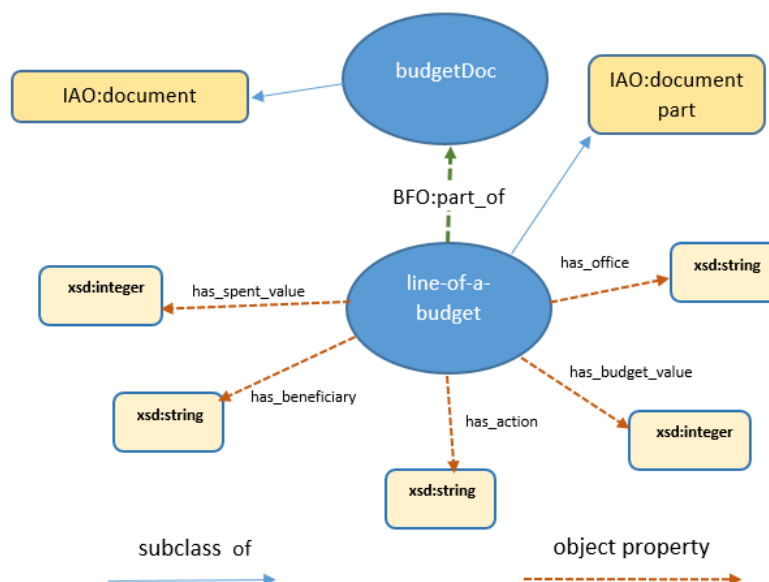 budgetDoc
IAO:document
IAO:document
part
BFO:part_of
line-of-a-
budget
has_office
xsd:string
xsd:integer
has_spent_value
has_budget_value
has_beneficiary
xsd:string
has_action
xsd:integer
xsd:string
subclass of
object property